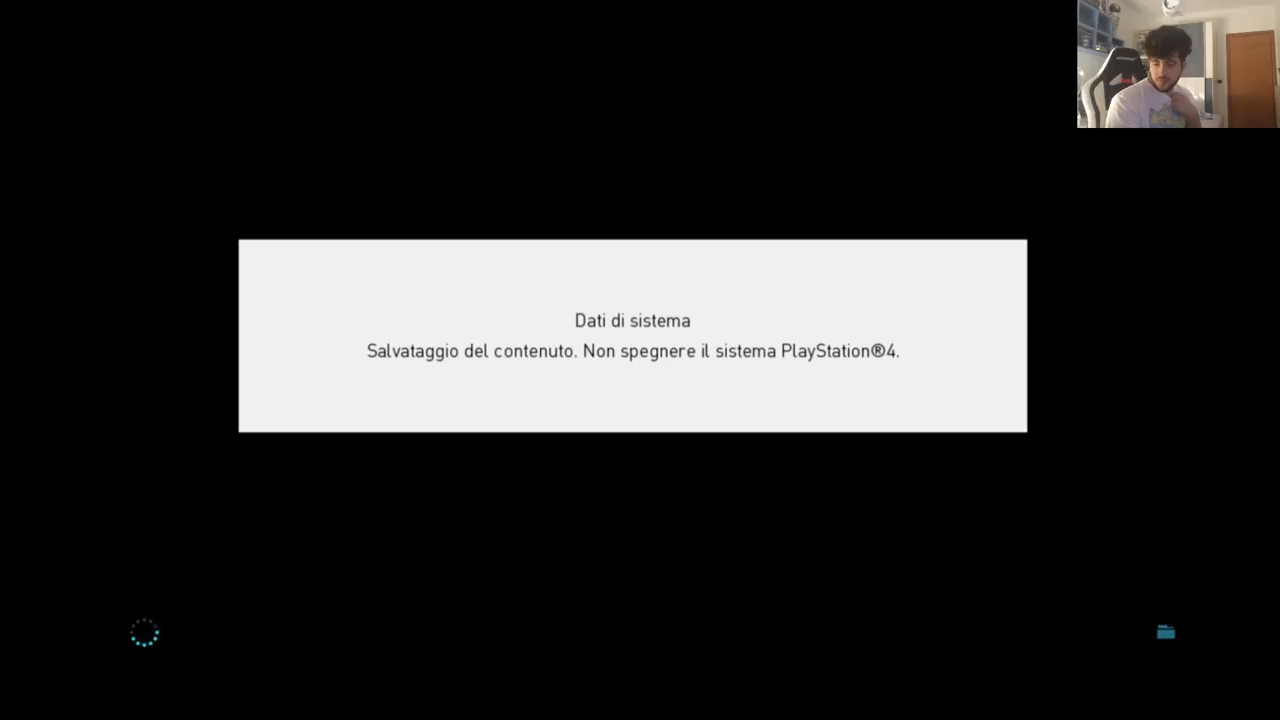 Dati di sistema
Salvataggio del contenuto. Non spegnere il sistema PlayStation®4.